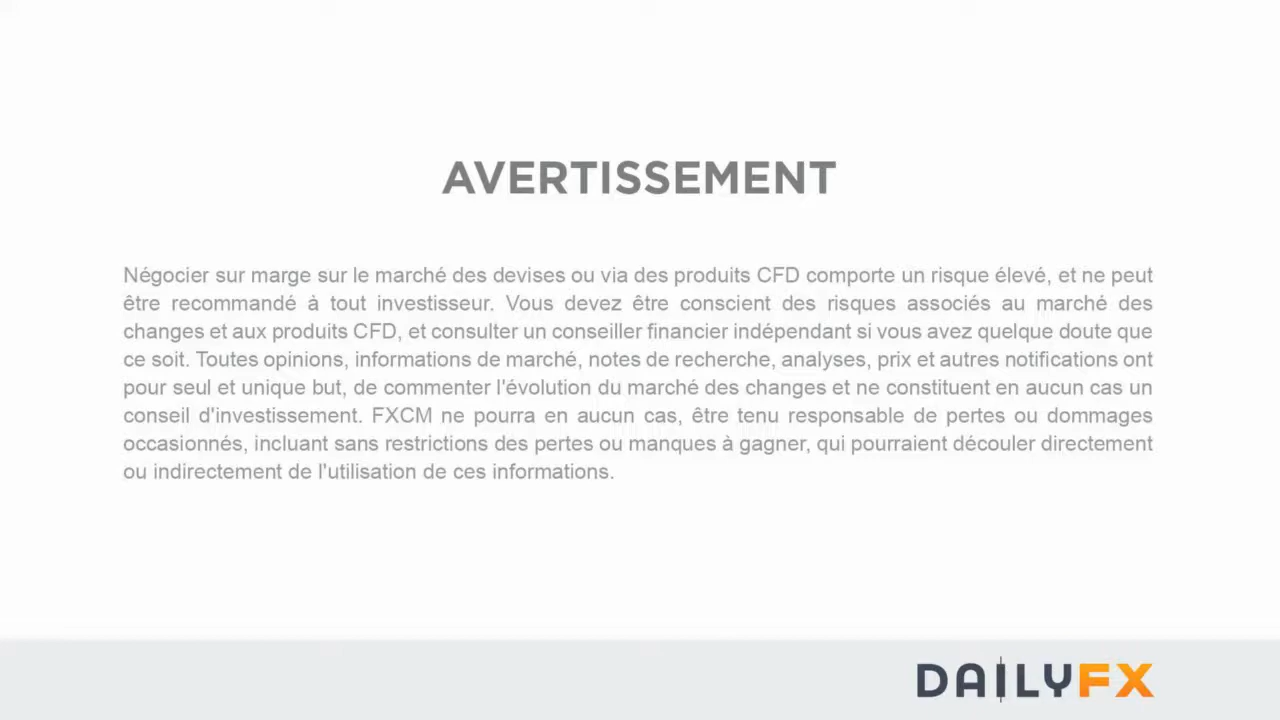 AVERTISSEMENT
Négocier sur marge sur le marché des devises ou via des produits CFD comporte un risque élevé, et ne peut
être recommandé à tout investisseur. Vous devez être conscient des risques associés au marché des
changes et aux produits CFD, et consulter un conseiller financier indépendant si vous avez quelque doute que
ce soit. Toutes opinions, informations de marché, notes de recherche, analyses, prix et autres notifications ont
pour seul et unique but, de commenter l'évolution du marché des changes et ne constituent en aucun cas un
conseil d'investissement. FXCM ne pourra en aucun cas, être tenu responsable de pertes ou dommages
occasionnés, incluant sans restrictions des pertes ou manques à gagner, qui pourraient découler directement
ou indirectement de l'utilisation de ces informations.
DAILYFX